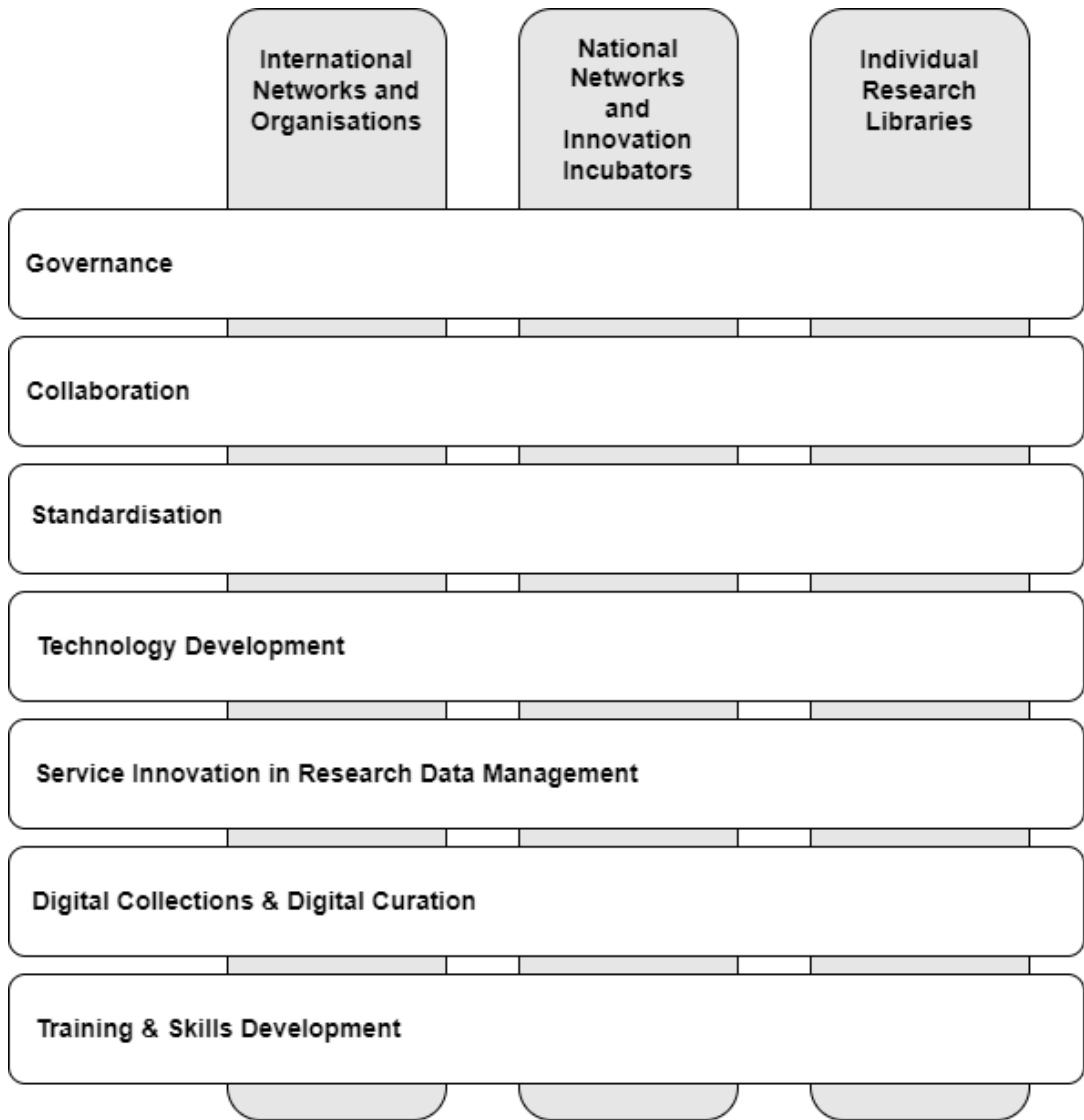 International
Networks and
Organisations
National
Networks
and
Innovation
Incubators
Individual
Research
Libraries
Governance
Collaboration
Standardisation
Technology Development
Service Innovation in Research Data Management
Digital Collections & Digital Curation
Training & Skills Development